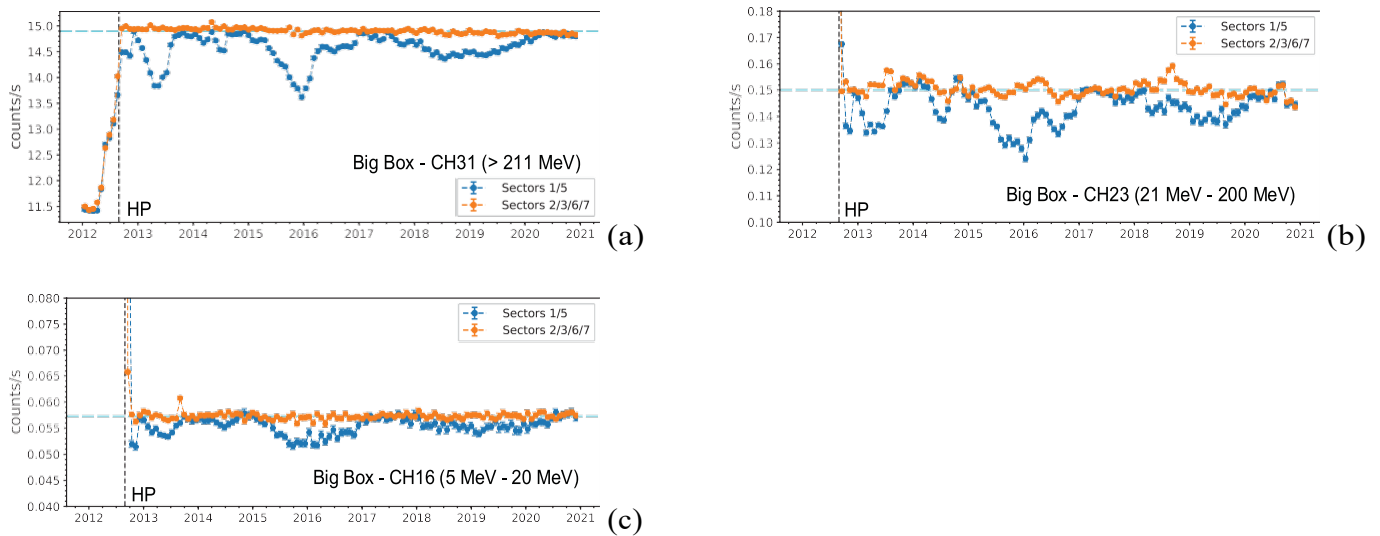 15.0
14.5
14.0
13.5
13.0
12.5
12.0
11.5
counts/s
Big Box - CH31 (> 211 MeV)
Sectors 1/5
Sectors 2/3/6/7
HP
2012 2013 2014 2015 2016 2017 2018 2019 2020 2021
(a)
0.18
0.17
0.16
0.15
0.14
0.13
0.12
0.11
0.10
counts/s
Sectors 1/5
Sectors 2/3/6/7
Big Box - CH23 (21 MeV - 200 MeV)
HP
2012 2013 2014 2015 2016 2017 2018 2019 2020 2021
(b)
0.080
0.075
0.070
0.065
0.060
0.055
0.050
0.045
0.040
counts/s
Sectors 1/5
Sectors 2/3/6/7
Big Box - CH16 (5 MeV - 20 MeV)
HP
2012 2013 2014 2015 2016 2017 2018 2019 2020 2021
(c)